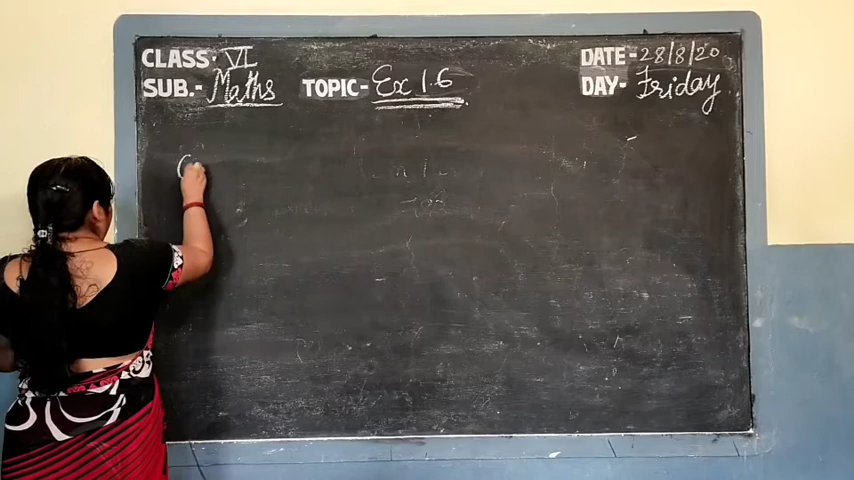 CLASS - VI
SUB. - Maths
TOPIC - Ex 1.6
DATE - 28/8/20
DAY - Friday